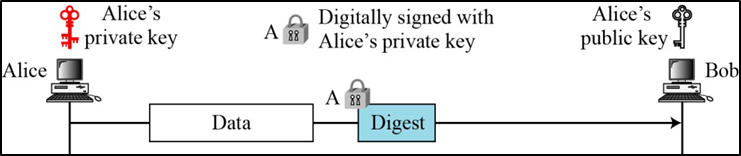 Alice’s
private key
A
Digitally signed with
Alice’s private key
Alice’s
public key
Alice
Bob
A
Data
Digest